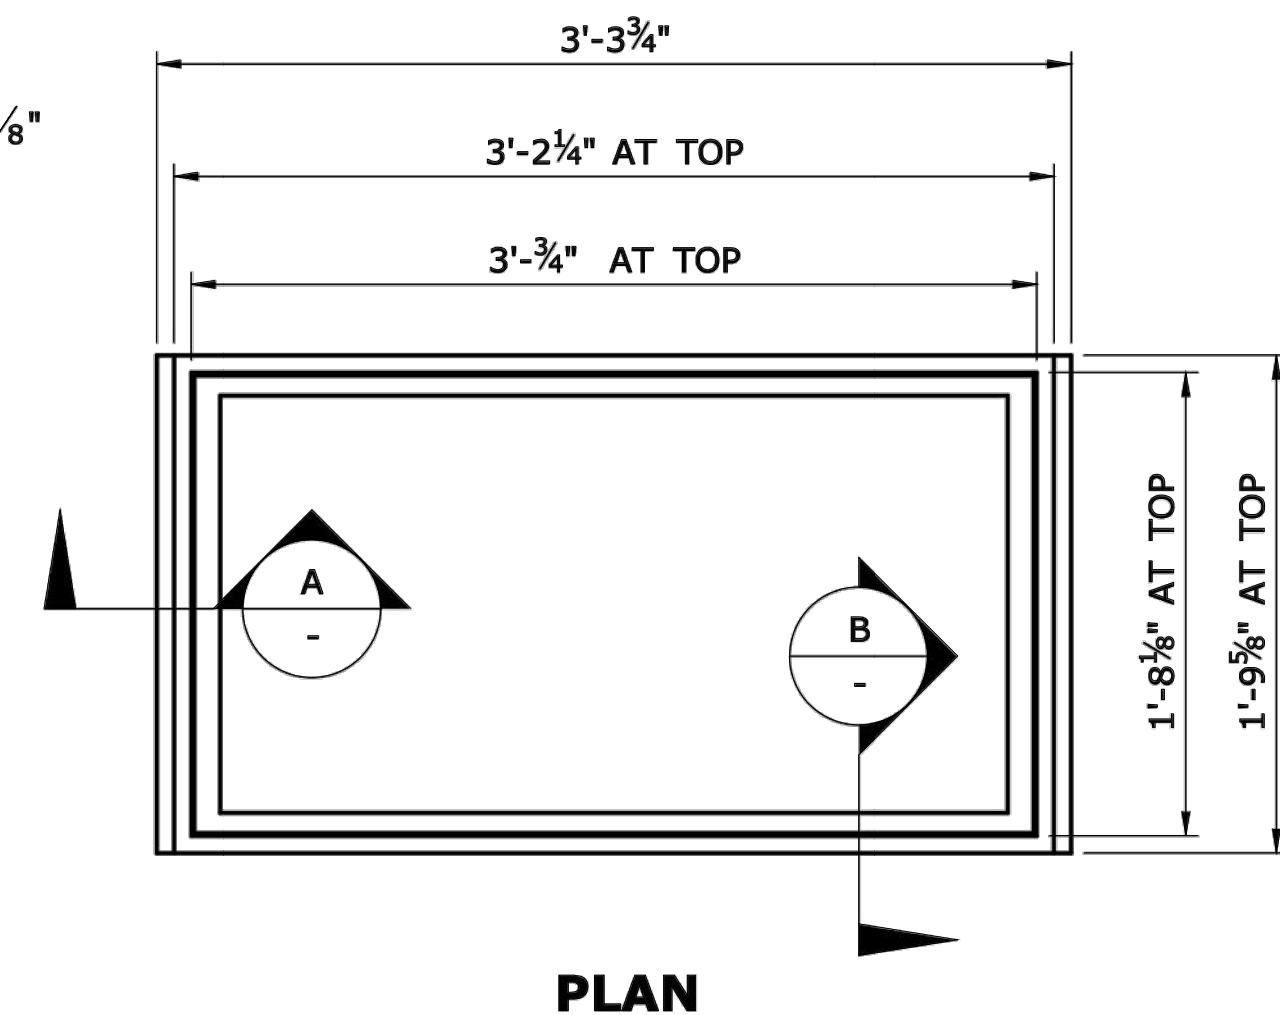 3'-3¾"
⁄8"
3'-2¼" AT TOP
3'-¾" AT TOP
A
-
B
-
1'-8⅛" AT TOP
1'-9⅝" AT TOP
PLAN